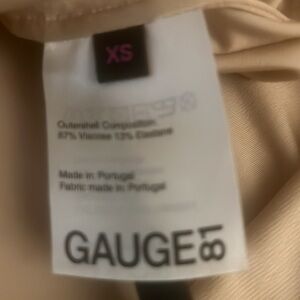 XS
Outershell Composition:
87% Viscose 13% Elastane
Made in: Portugal
Fabric made in: Portugal
GAUGE81